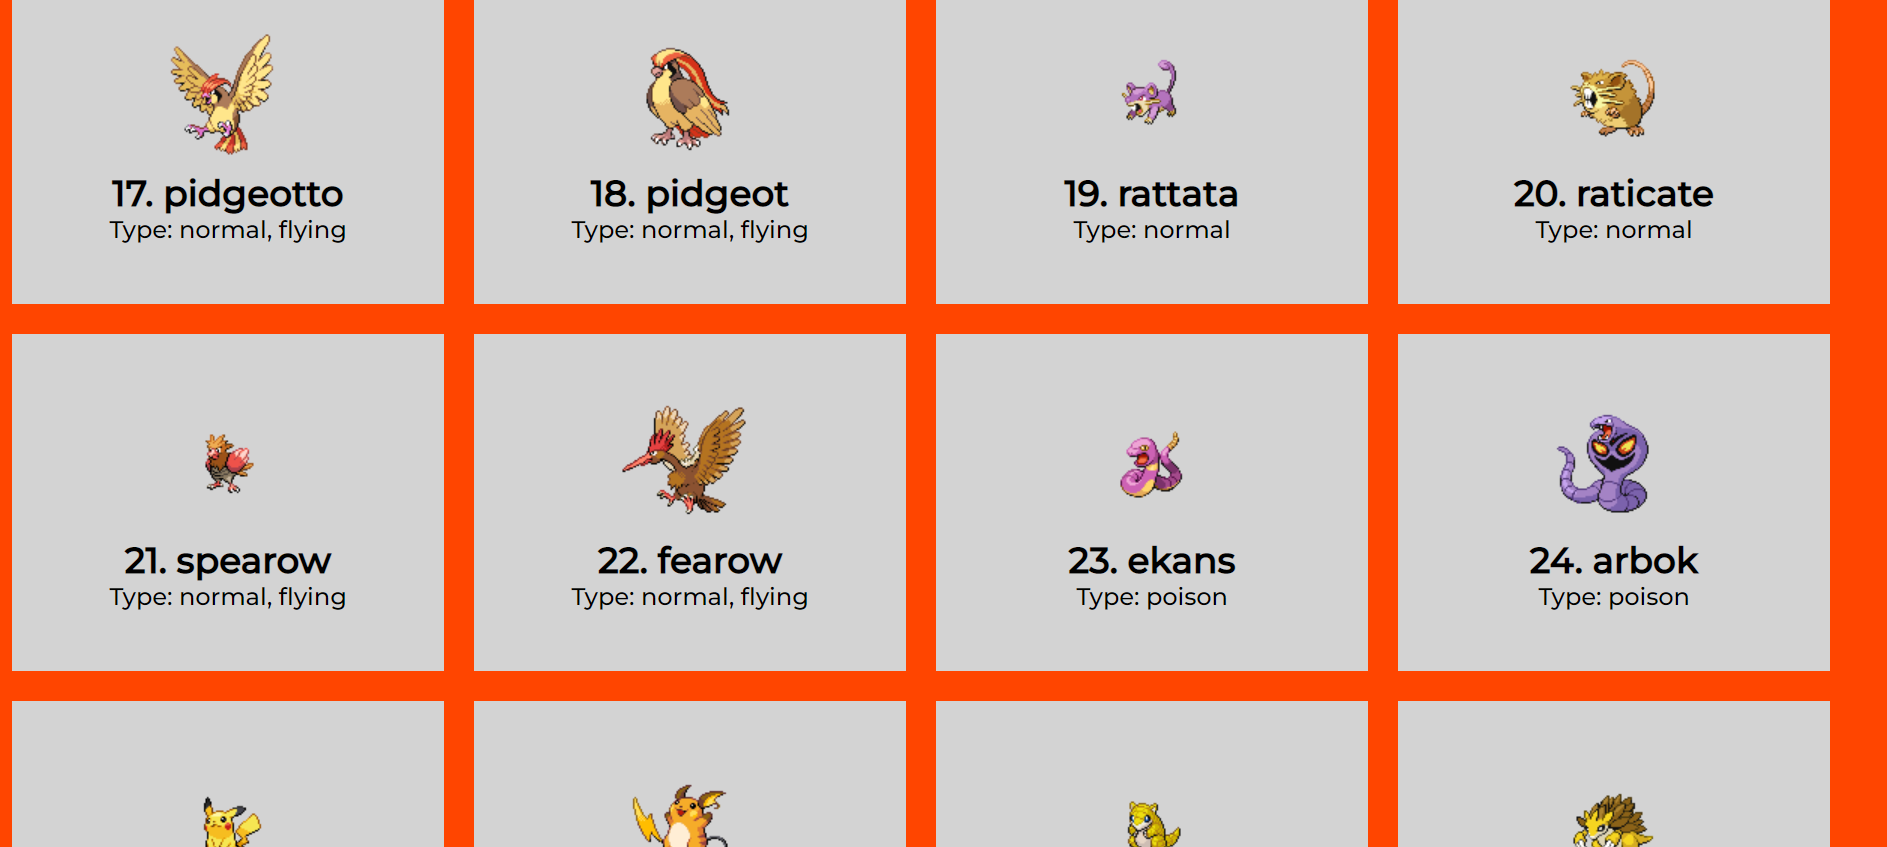 17. pidgeotto
Type: normal, flying
18. pidgeot
Type: normal, flying
19. rattata
Type: normal
20. raticate
Type: normal
21. spearow
Type: normal, flying
22. fearow
Type: normal, flying
23. ekans
Type: poison
24. arbok
Type: poison